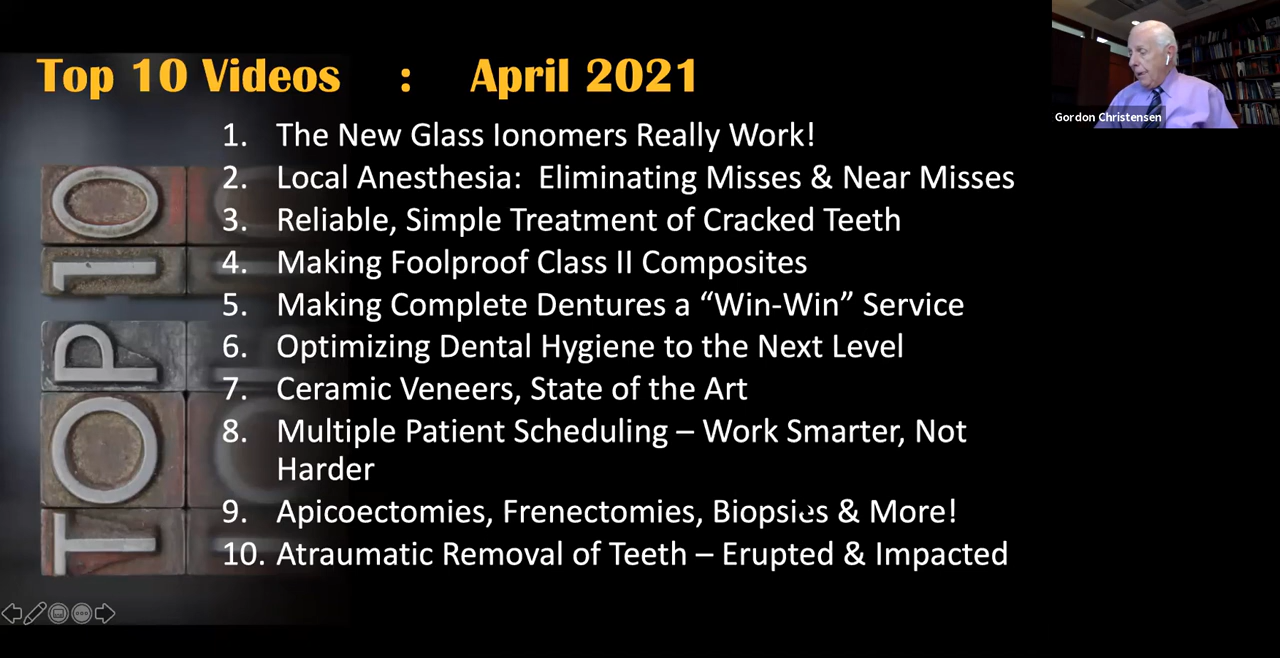 Top 10 Videos : April 2021
Gordon Christensen
1. The New Glass Ionomers Really Work!
2. Local Anesthesia: Eliminating Misses & Near Misses
3. Reliable, Simple Treatment of Cracked Teeth
4. Making Foolproof Class II Composites
5. Making Complete Dentures a “Win-Win” Service
6. Optimizing Dental Hygiene to the Next Level
7. Ceramic Veneers, State of the Art
8. Multiple Patient Scheduling – Work Smarter, Not
Harder
9. Apicoectomies, Frenectomies, Biopsies & More!
10. Atraumatic Removal of Teeth – Erupted & Impacted
TOP 10